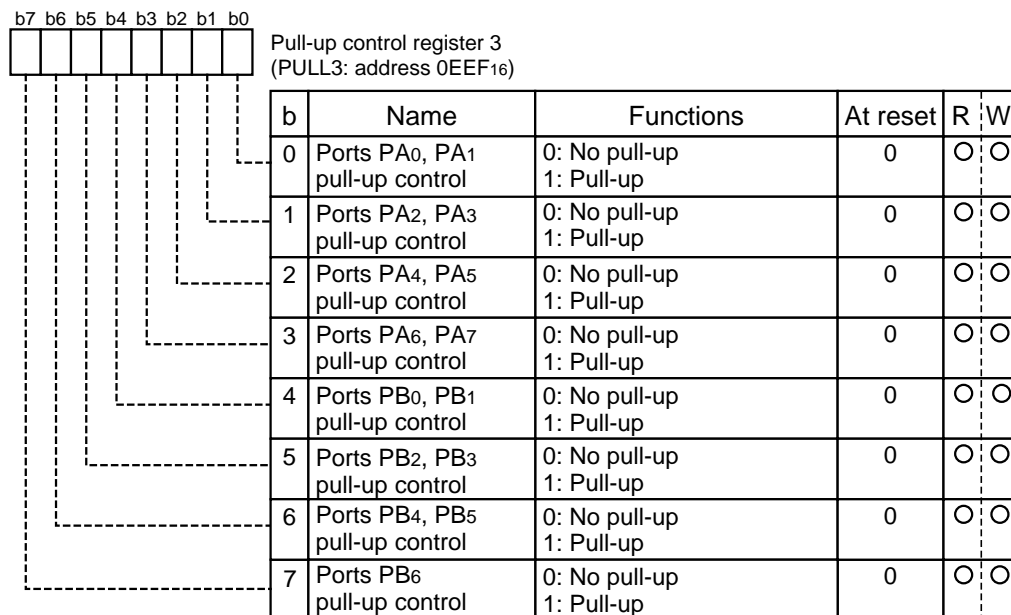 b7 b6 b5 b4 b3 b2 b1 b0
Pull-up control register 3
(PULL3: address 0EEF16)
b Name Functions At reset R W
0 Ports PA0, PA1 0: No pull-up 0 O O
pull-up control 1: Pull-up
1 Ports PA2, PA3 0: No pull-up 0 O O
pull-up control 1: Pull-up
2 Ports PA4, PA5 0: No pull-up 0 O O
pull-up control 1: Pull-up
3 Ports PA6, PA7 0: No pull-up 0 O O
pull-up control 1: Pull-up
4 Ports PB0, PB1 0: No pull-up 0 O O
pull-up control 1: Pull-up
5 Ports PB2, PB3 0: No pull-up 0 O O
pull-up control 1: Pull-up
6 Ports PB4, PB5 0: No pull-up 0 O O
pull-up control 1: Pull-up
7 Ports PB6 0: No pull-up 0 O O
pull-up control 1: Pull-up